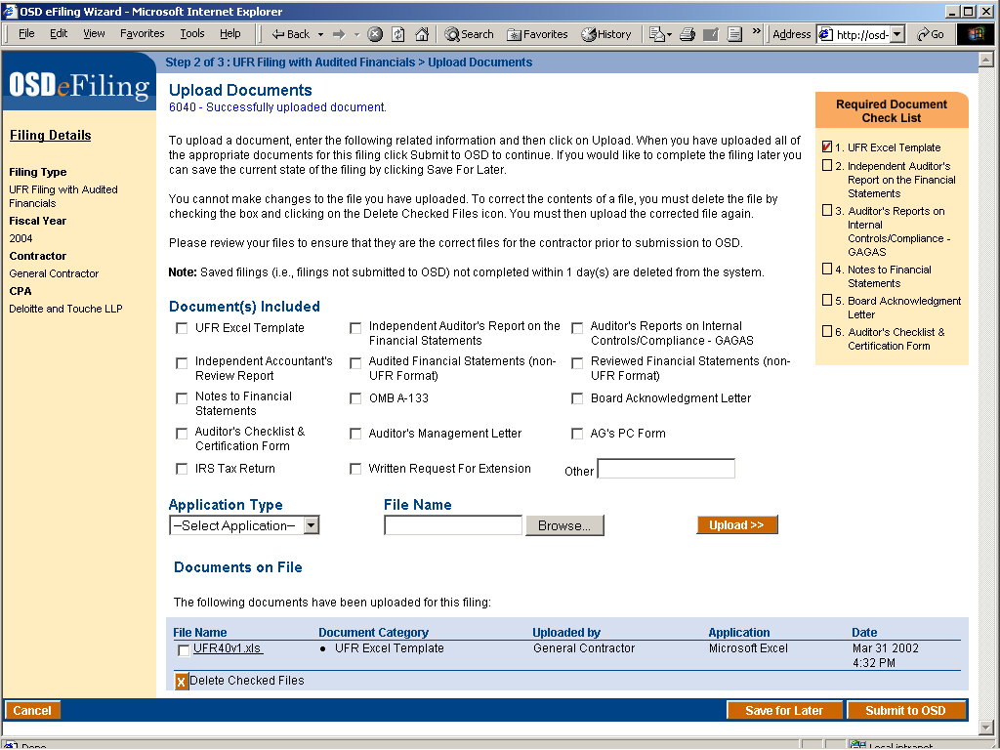 OSD eFiling Wizard - Microsoft Internet Explorer
File Edit View Favorites Tools Help
Back Search Favorites History » Address http://osd- Go
OSDeFiling
Step 2 of 3 : UFR Filing with Audited Financials > Upload Documents
Filing Details
Filing Type
UFR Filing with Audited
Financials
Fiscal Year
2004
Contractor
General Contractor
CPA
Deloitte and Touche LLP
Upload Documents
6040 - Successfully uploaded document.
To upload a document, enter the following related information and then click on Upload. When you have uploaded all of
the appropriate documents for this filing click Submit to OSD to continue. If you would like to complete the filing later you
can save the current state of the filing by clicking Save For Later.
You cannot make changes to the file you have uploaded. To correct the contents of a file, you must delete the file by
checking the box and clicking on the Delete Checked Files icon. You must then upload the corrected file again.
Please review your files to ensure that they are the correct files for the contractor prior to submission to OSD.
Note: Saved filings (i.e., filings not submitted to OSD) not completed within 1 day(s) are deleted from the system.
Required Document
Check List
1. UFR Excel Template
2. Independent Auditor's
Report on the Financial
Statements
3. Auditor's Reports on
Internal
Controls/Compliance -
GAGAS
4. Notes to Financial
Statements
5. Board Acknowledgment
Letter
6. Auditor's Checklist &
Certification Form
Document(s) Included
UFR Excel Template
Independent Auditor's Report on the
Financial Statements
Auditor's Reports on Internal
Controls/Compliance - GAGAS
Independent Accountant's
Review Report
Audited Financial Statements (non-
UFR Format)
Reviewed Financial Statements (non-
UFR Format)
Notes to Financial
Statements
OMB A-133
Board Acknowledgment Letter
Auditor's Checklist &
Certification Form
Auditor's Management Letter
AG's PC Form
IRS Tax Return
Written Request For Extension
Other
Application Type File Name
--Select Application-- Browse... Upload >>
Documents on File
The following documents have been uploaded for this filing:
File Name Document Category Uploaded by Application Date
UFR40v1.xls • UFR Excel Template General Contractor Microsoft Excel Mar 31 2002
4:32 PM
X Delete Checked Files
Cancel Save for Later Submit to OSD
Done Local intranet